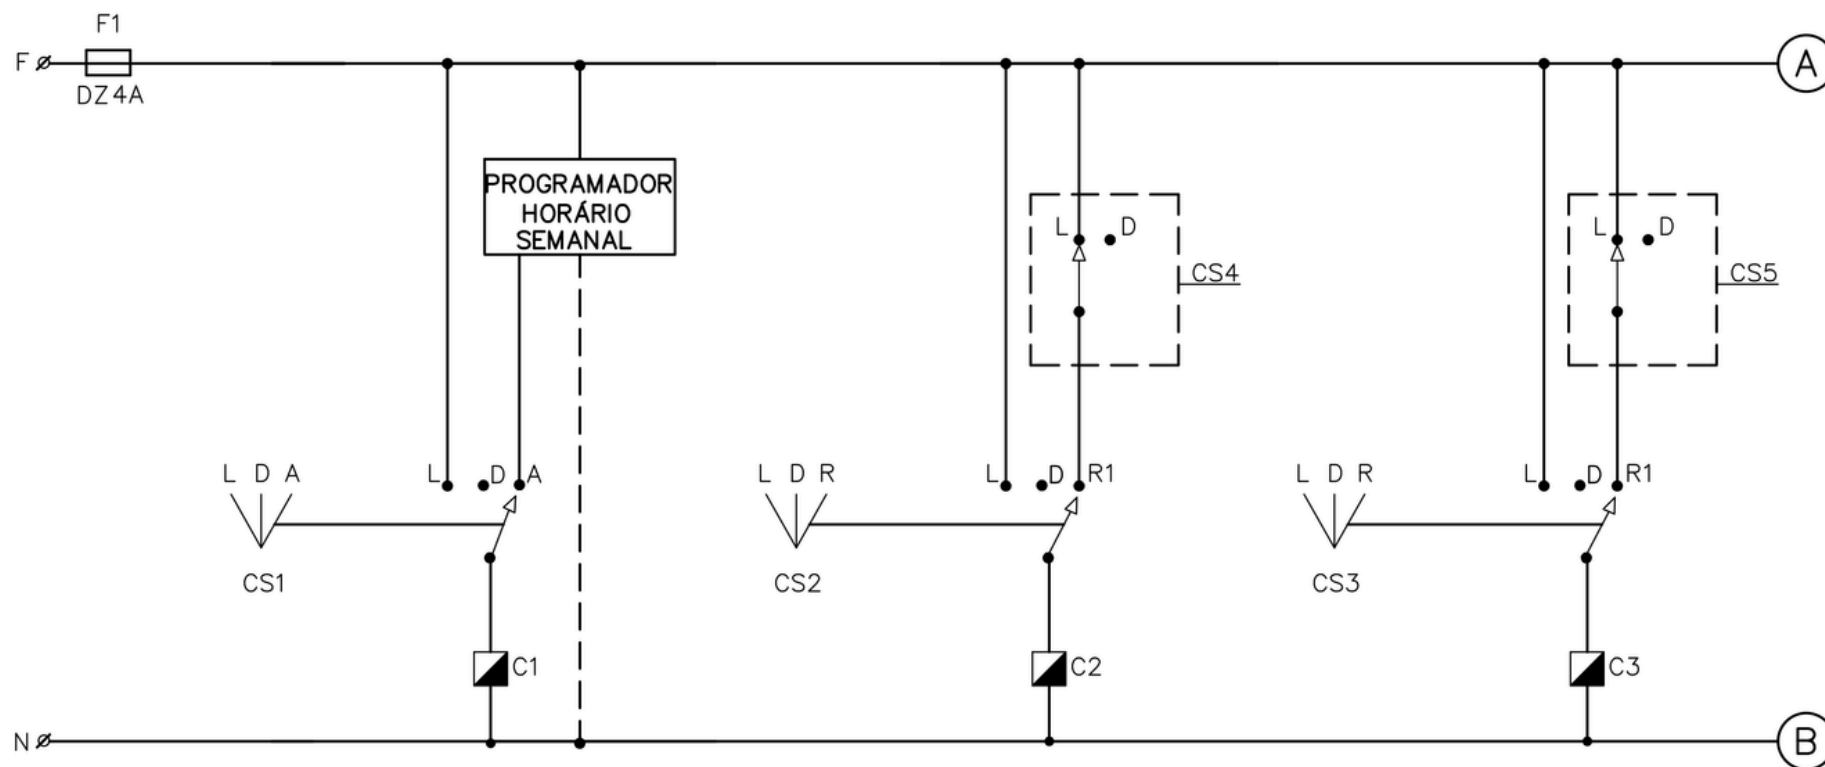 F1
F
DZ4A
A
PROGRAMADOR
HORÁRIO
SEMANAL
L D
CS4
L D
CS5
L D A
L D A
L D R
L D R1
L D R
L D R1
CS1
CS2
CS3
C1
C2
C3
N
B